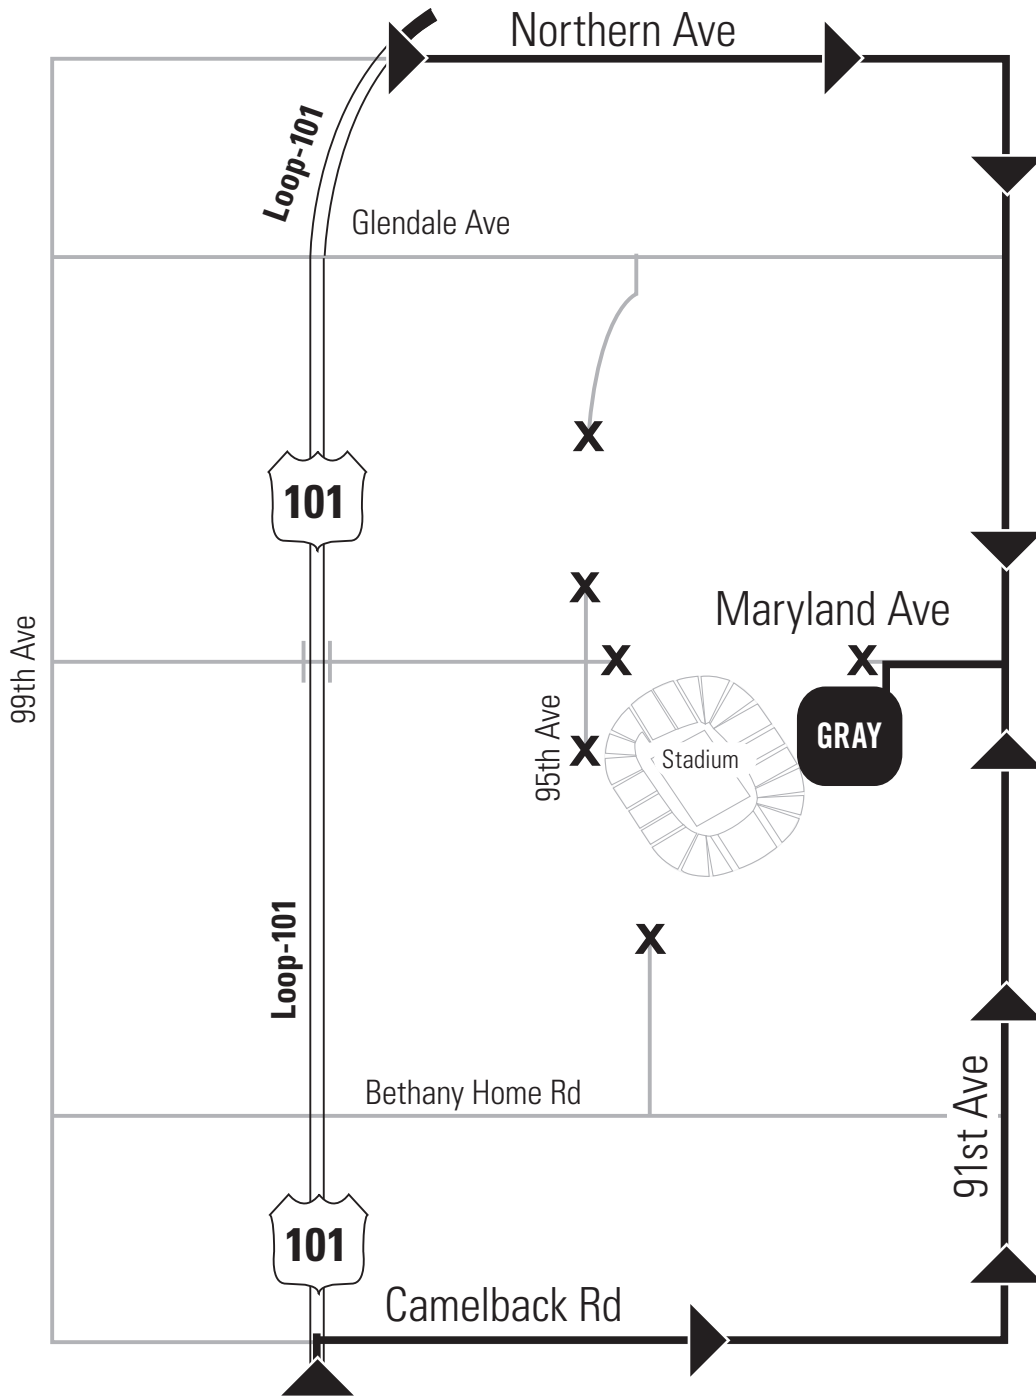 Northern Ave
Loop-101
Glendale Ave
101
X
X
Maryland Ave
99th Ave
X
X
GRAY
95th Ave
X
Stadium
Loop-101
X
Bethany Home Rd
91st Ave
101
Camelback Rd